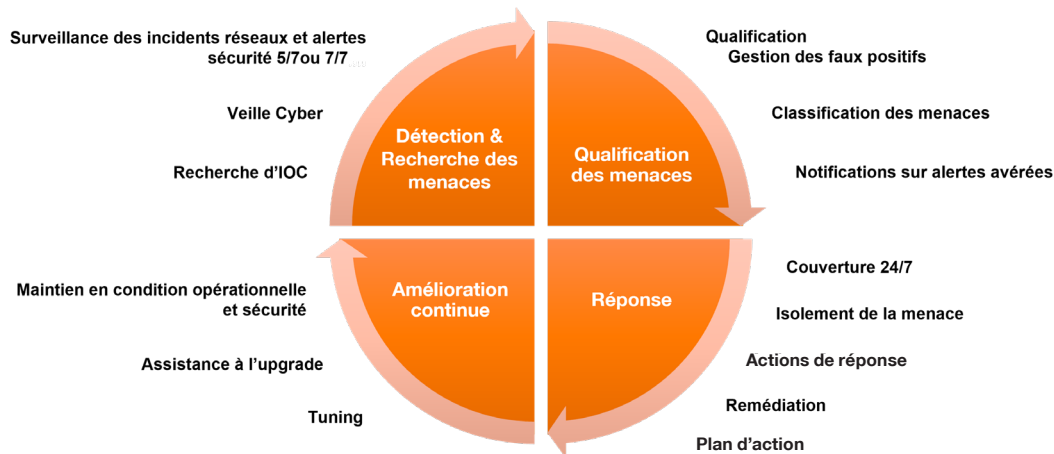 Surveillance des incidents réseaux et alertes
sécurité 5/7ou 7/7
Veille Cyber
Recherche d'IOC
Détection &
Recherche des
menaces
Qualification
des menaces
Qualification
Gestion des faux positifs
Classification des menaces
Notifications sur alertes avérées
Maintien en condition opérationnelle
et sécurité
Assistance à l'upgrade
Tuning
Amélioration
continue
Réponse
Couverture 24/7
Isolement de la menace
Actions de réponse
Remédiation
Plan d'action